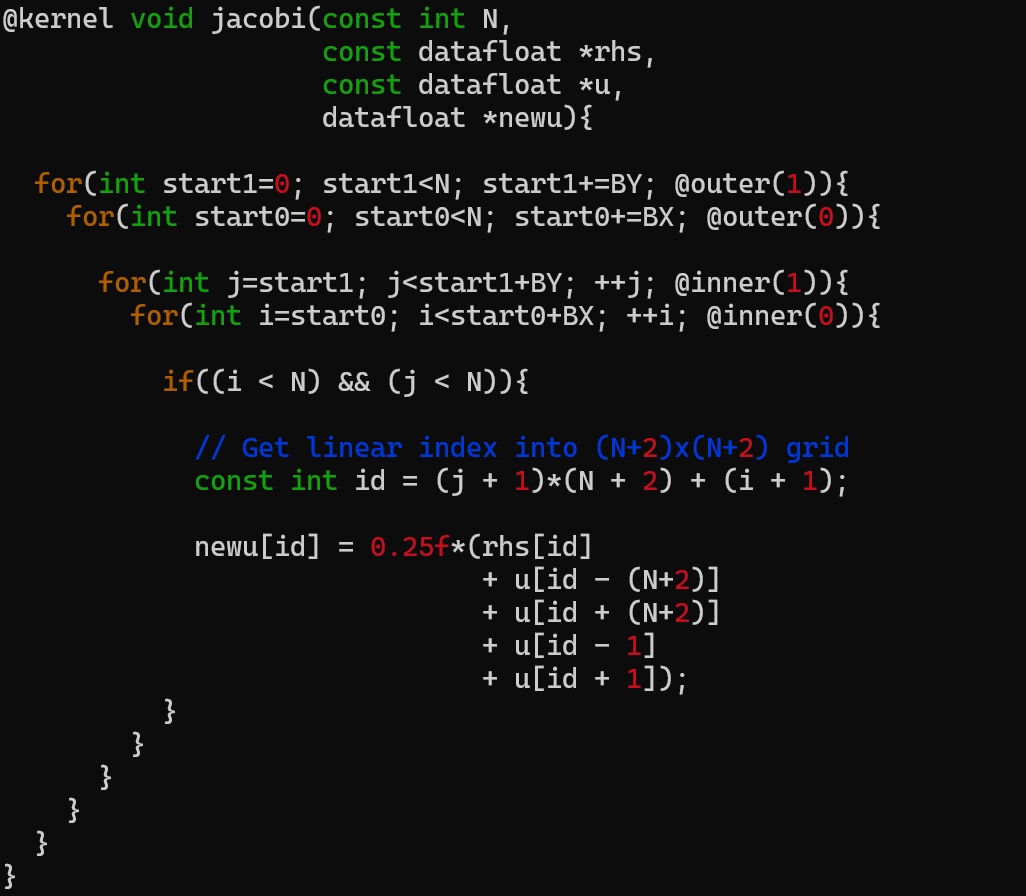 @kernel void jacobi(const int N,
                    const datafloat *rhs,
                    const datafloat *u,
                    datafloat *newu){

  for(int start1=0; start1<N; start1+=BY; @outer(1)){
    for(int start0=0; start0<N; start0+=BX; @outer(0)){

      for(int j=start1; j<start1+BY; ++j; @inner(1)){
        for(int i=start0; i<start0+BX; ++i; @inner(0)){

          if((i < N) && (j < N)){

            // Get linear index into (N+2)x(N+2) grid
            const int id = (j + 1)*(N + 2) + (i + 1);

            newu[id] = 0.25f*(rhs[id]
                              + u[id - (N+2)]
                              + u[id + (N+2)]
                              + u[id - 1]
                              + u[id + 1]);
          }
        }
      }
    }
  }
}